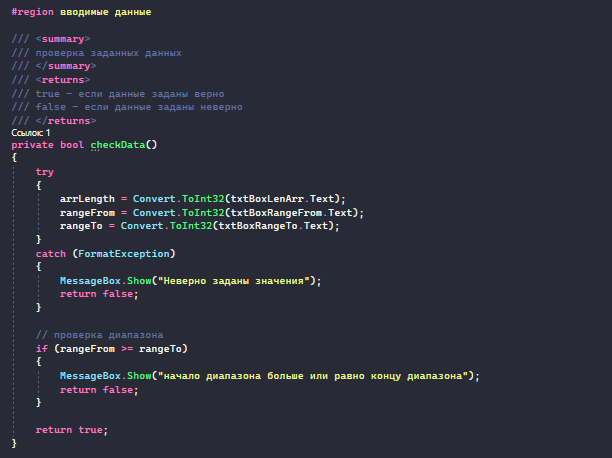 #region вводимые данные
/// <summary>
/// проверка заданных данных
/// </summary>
/// <returns>
/// true - если данные заданы верно
/// false - если данные заданы неверно
/// </returns>
Ссылок: 1
private bool checkData()
{
try
{
arrLength = Convert.ToInt32(txtBoxLenArr.Text);
rangeFrom = Convert.ToInt32(txtBoxRangeFrom.Text);
rangeTo = Convert.ToInt32(txtBoxRangeTo.Text);
}
catch (FormatException)
{
MessageBox.Show("Неверно заданы значения");
return false;
}
// проверка диапазона
if (rangeFrom >= rangeTo)
{
MessageBox.Show("начало диапазона больше или равно концу диапазона");
return false;
}
return true;
}